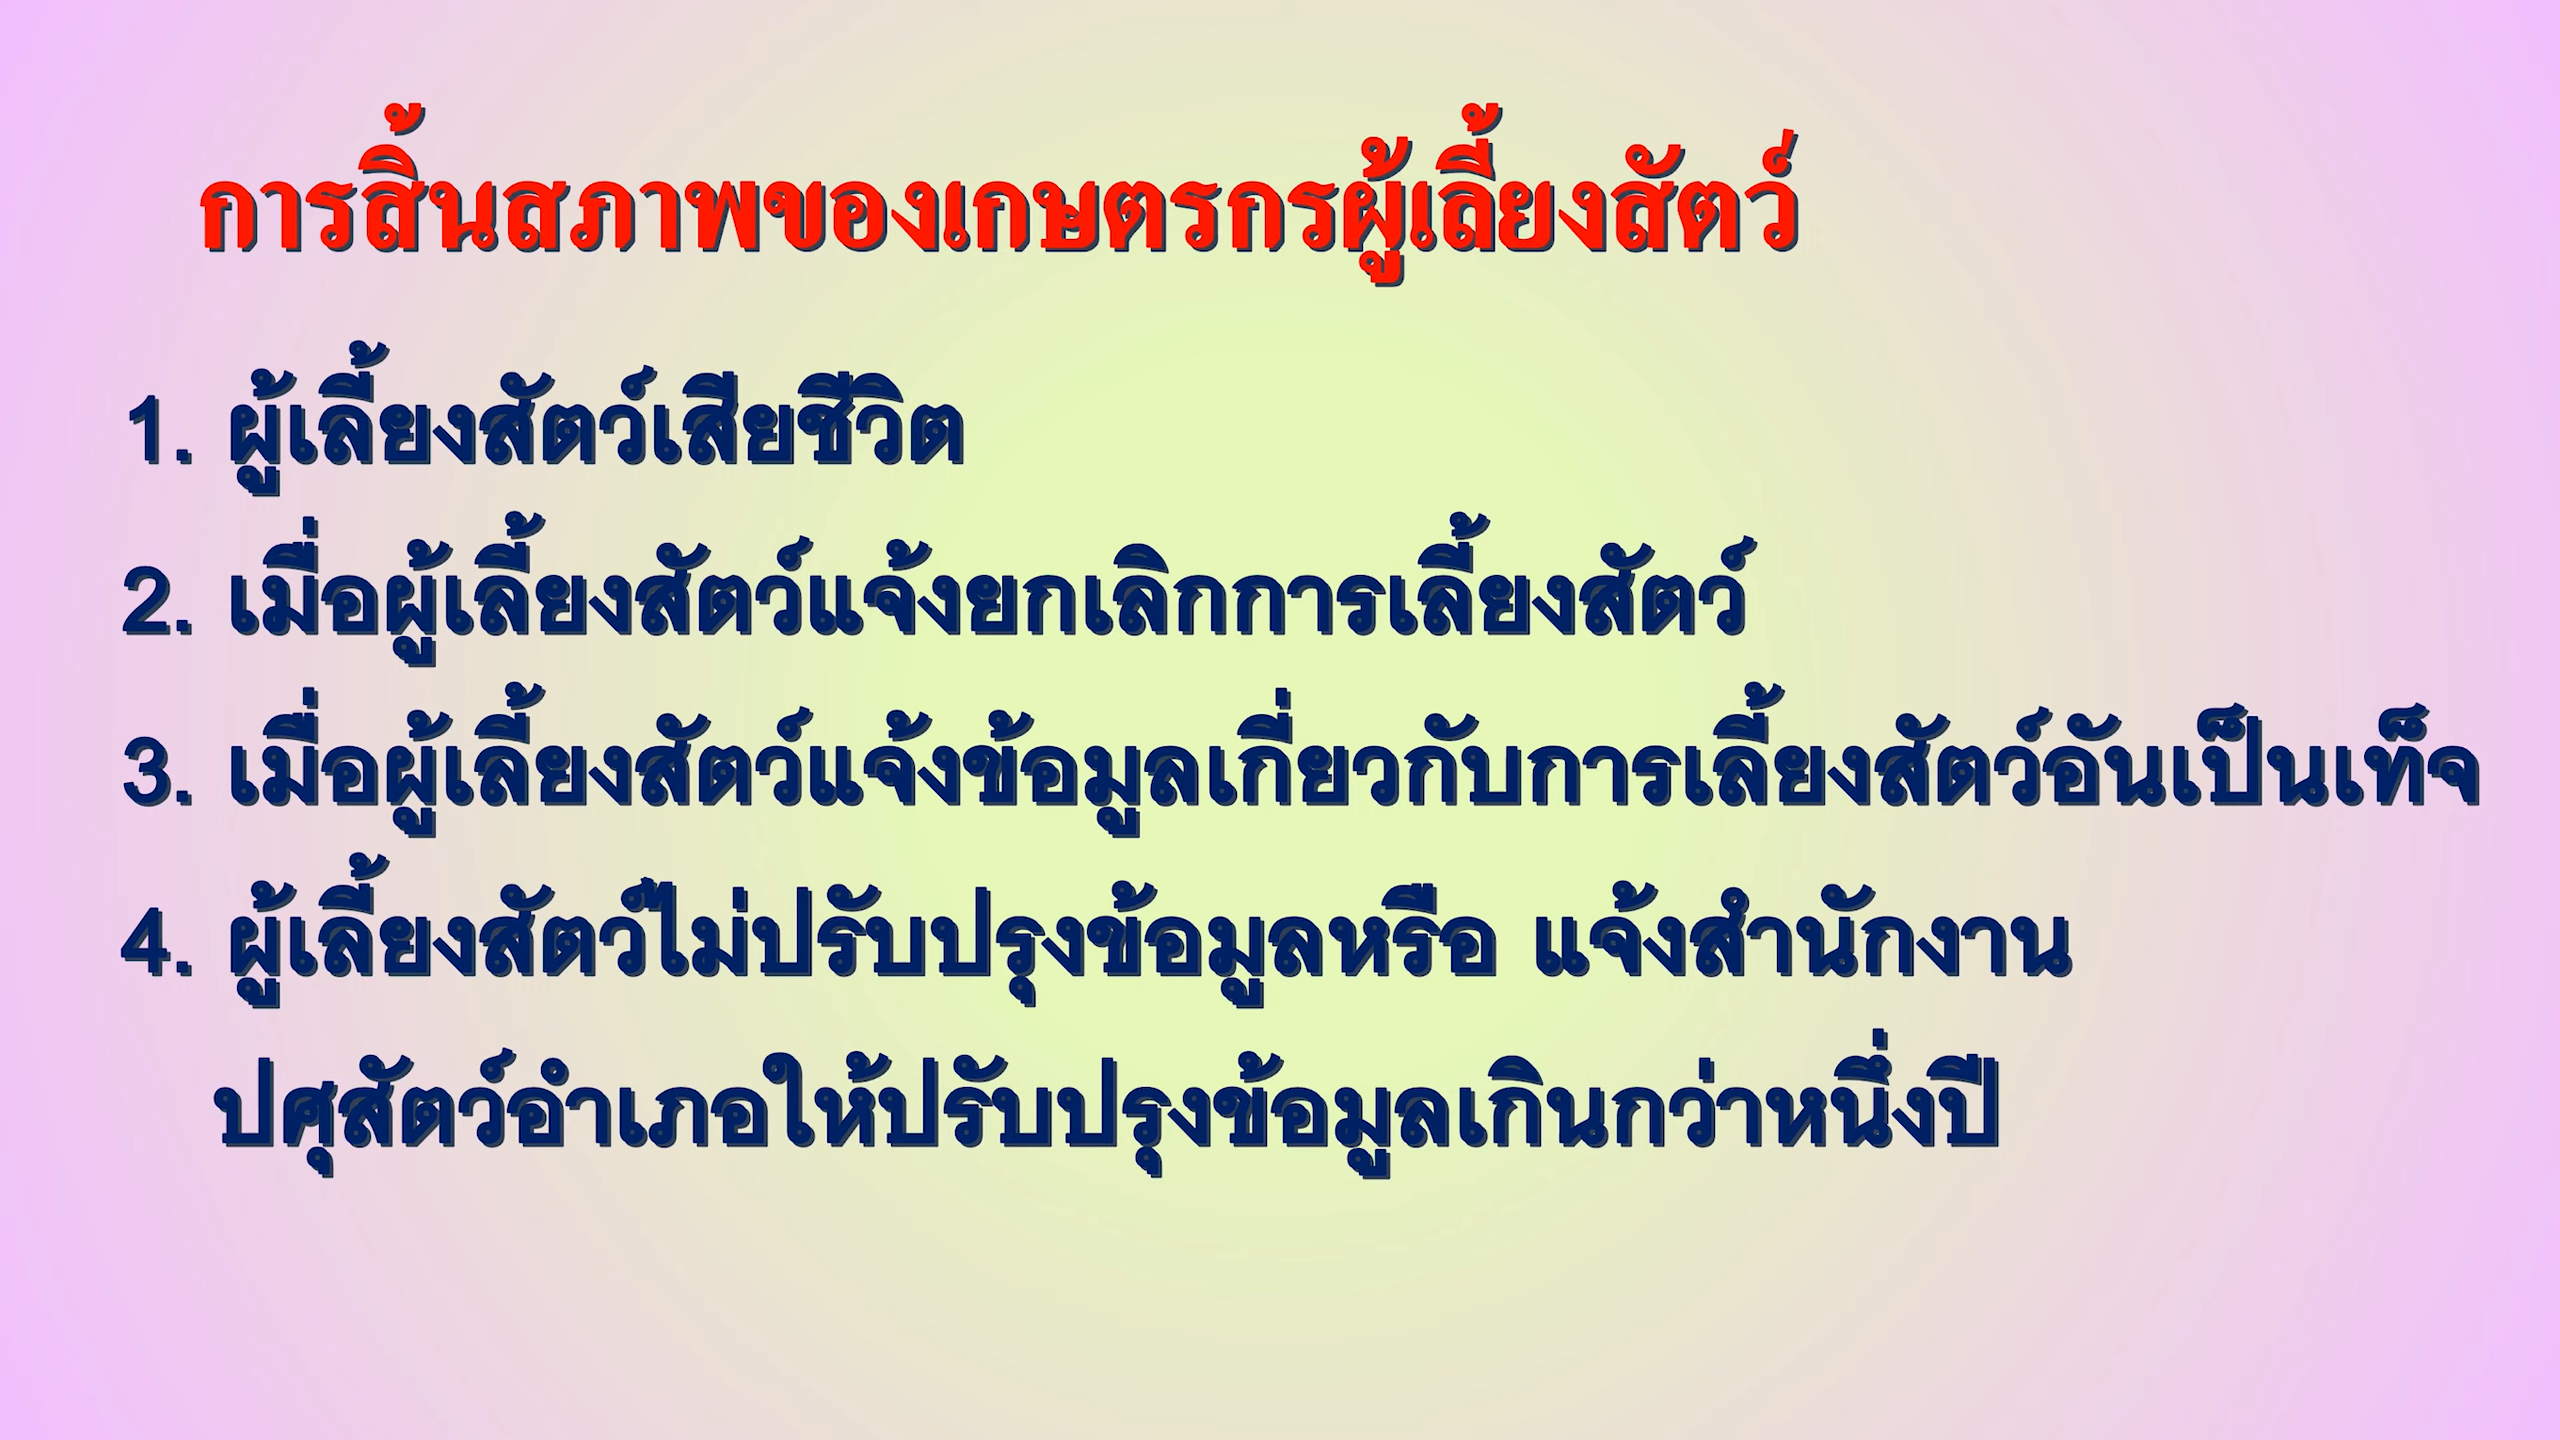 การสิ้นสภาพของเกษตรกรผู้เลี้ยงสัตว์
1. ผู้เลี้ยงสัตว์เสียชีวิต
2. เมื่อผู้เลี้ยงสัตว์แจ้งยกเลิกการเลี้ยงสัตว์
3. เมื่อผู้เลี้ยงสัตว์แจ้งข้อมูลเกี่ยวกับการเลี้ยงสัตว์อันเป็นเท็จ
4. ผู้เลี้ยงสัตว์ไม่ปรับปรุงข้อมูลหรือ แจ้งสำนักงาน
ปศุสัตว์อำเภอให้ปรับปรุงข้อมูลเกินกว่าหนึ่งปี